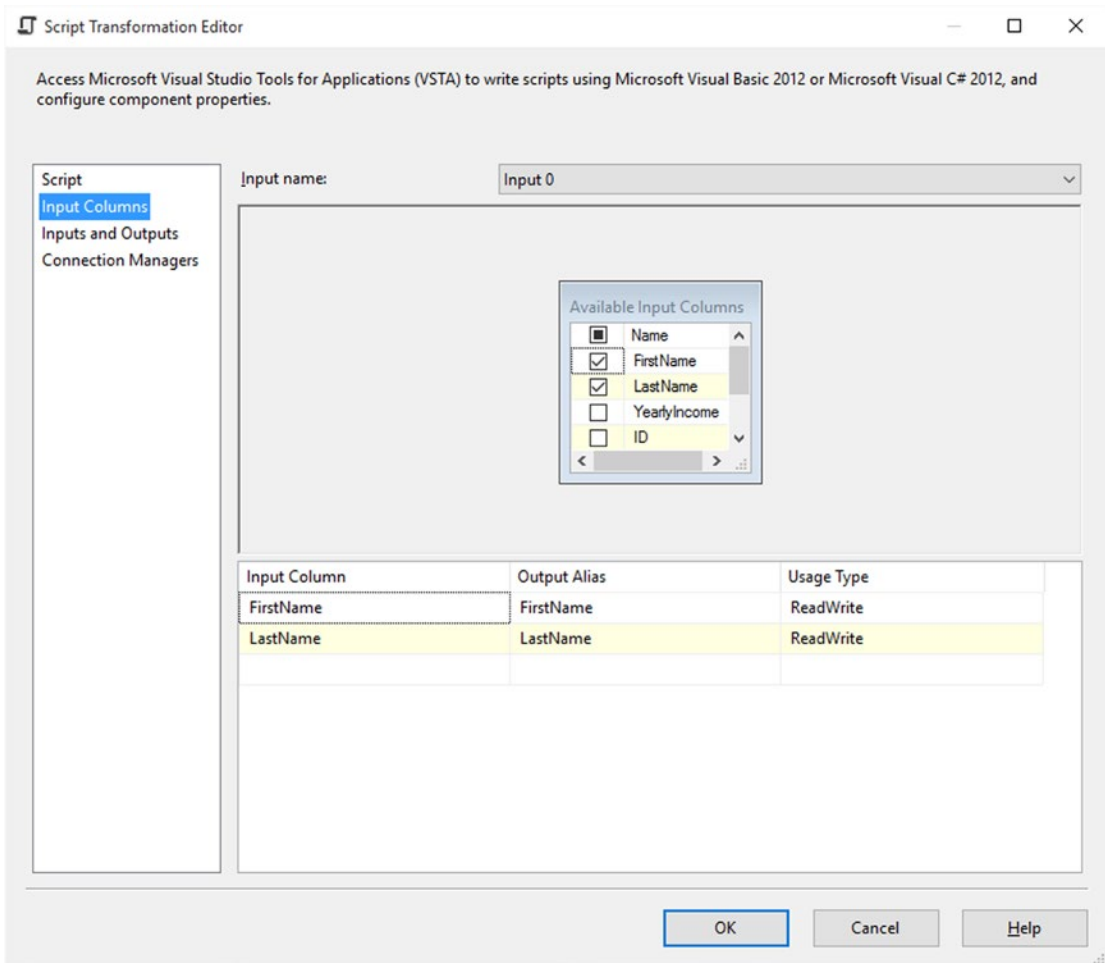 Script Transformation Editor
Access Microsoft Visual Studio Tools for Applications (VSTA) to write scripts using Microsoft Visual Basic 2012 or Microsoft Visual C# 2012, and
configure component properties.
Script
Input Columns
Inputs and Outputs
Connection Managers
Input name:
Input 0
Available Input Columns
Name
FirstName
LastName
YearlyIncome
ID
Input Column Output Alias Usage Type
FirstName FirstName ReadWrite
LastName LastName ReadWrite
OK Cancel Help